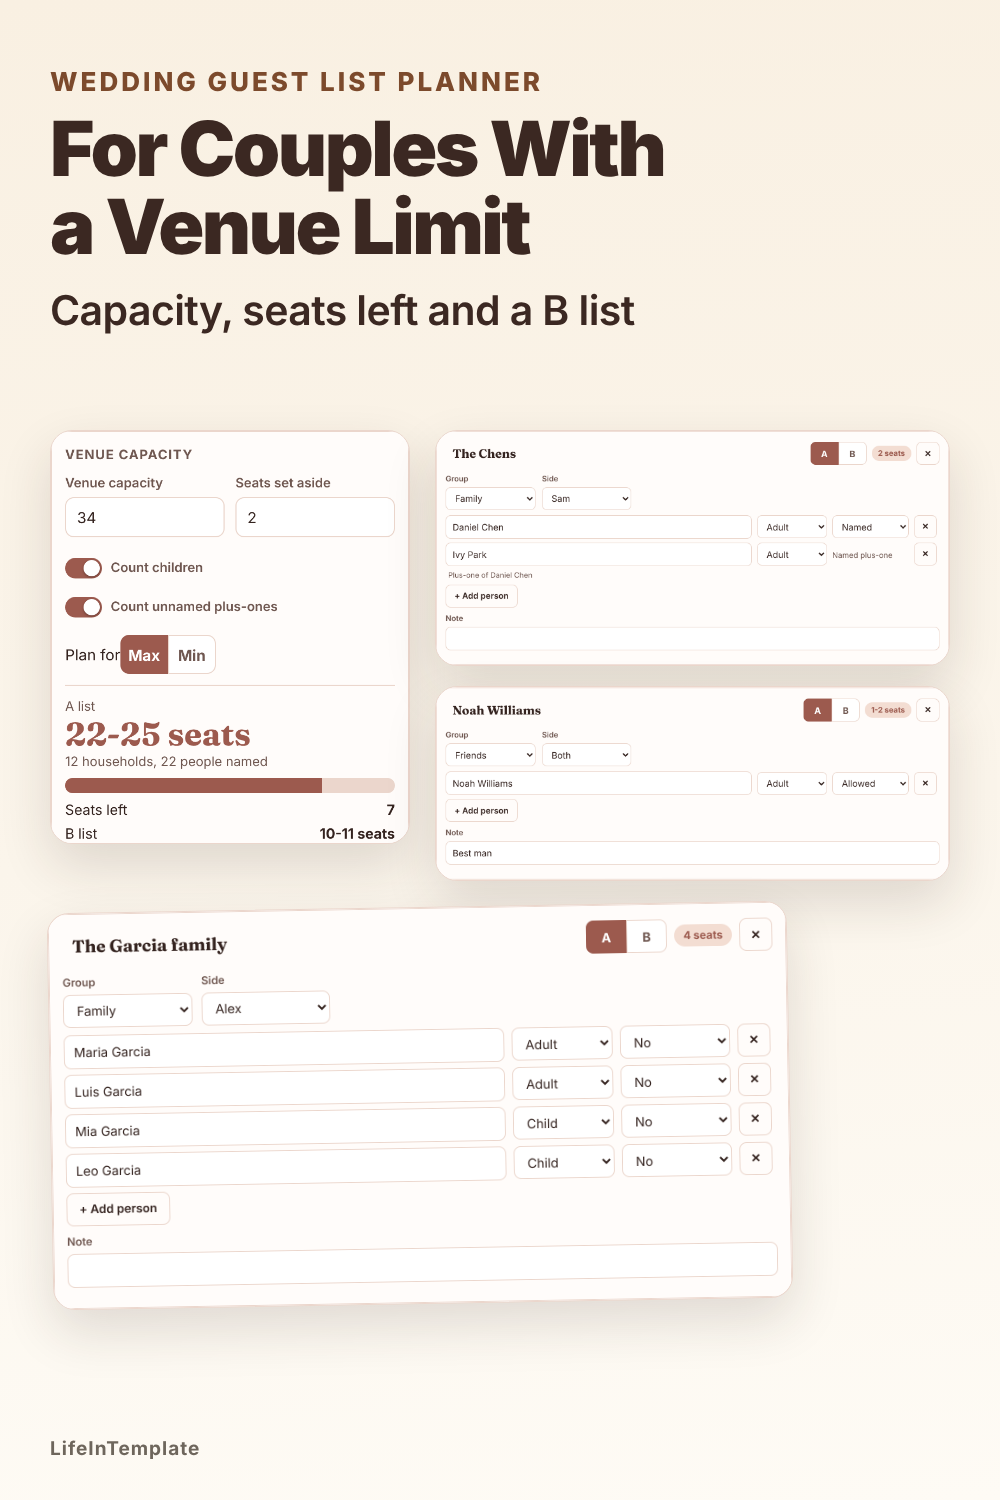 WEDDING GUEST LIST PLANNER
For Couples With
a Venue Limit
Capacity, seats left and a B list
VENUE CAPACITY
Venue capacity Seats set aside
34 2
Count children
Count unnamed plus-ones
Plan for Max Min
A list
22-25 seats
12 households, 22 people named
Seats left 7
B list 10-11 seats
The Chens A B 2 seats ×
Group Side
Family Sam
Daniel Chen Adult Named ×
Ivy Park Adult Named plus-one ×
Plus-one of Daniel Chen
+ Add person
Note
Noah Williams A B 1-2 seats ×
Group Side
Friends Both
Noah Williams Adult Allowed ×
+ Add person
Note
Best man
The Garcia family A B 4 seats ×
Group Side
Family Alex
Maria Garcia Adult No ×
Luis Garcia Adult No ×
Mia Garcia Child No ×
Leo Garcia Child No ×
+ Add person
Note
LifeInTemplate